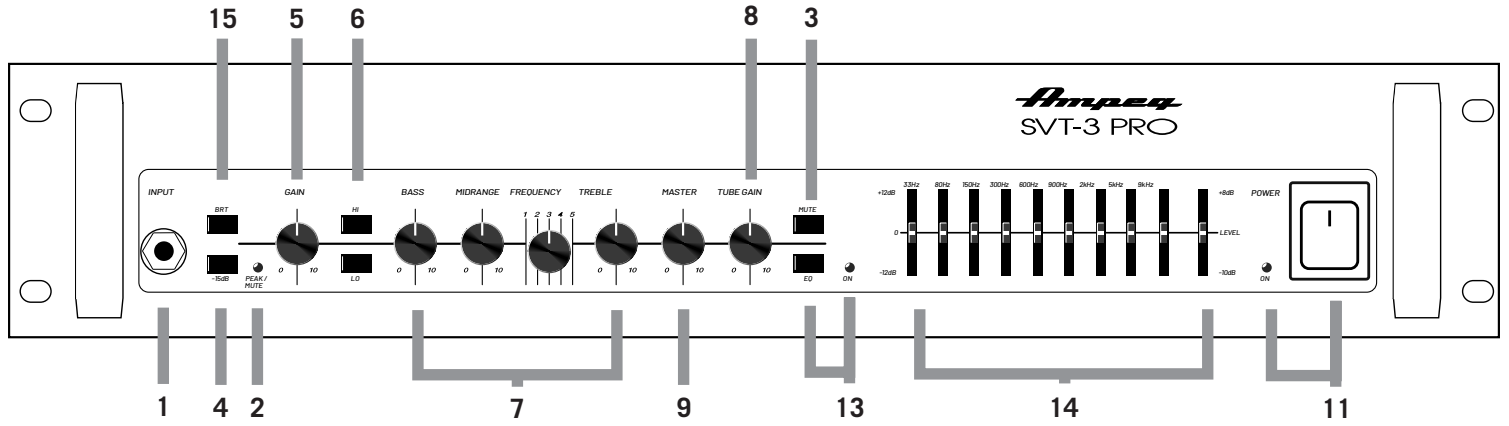 15 5 6 8 3
Ampeg
SVT-3 PRO
INPUT
BRT
-15dB
PEAK /
MUTE
GAIN
0 10
HI
LO
BASS
0 10
MIDRANGE
0 10
FREQUENCY
1 2 3 4 5
TREBLE
0 10
MASTER
0 10
TUBE GAIN
0 10
MUTE
EQ
ON
33Hz 80Hz 150Hz 300Hz 600Hz 900Hz 2kHz 5kHz 9kHz
+12dB
0
-12dB
+8dB
LEVEL
-10dB
POWER
ON
1 4 2 7 9 13 14 11